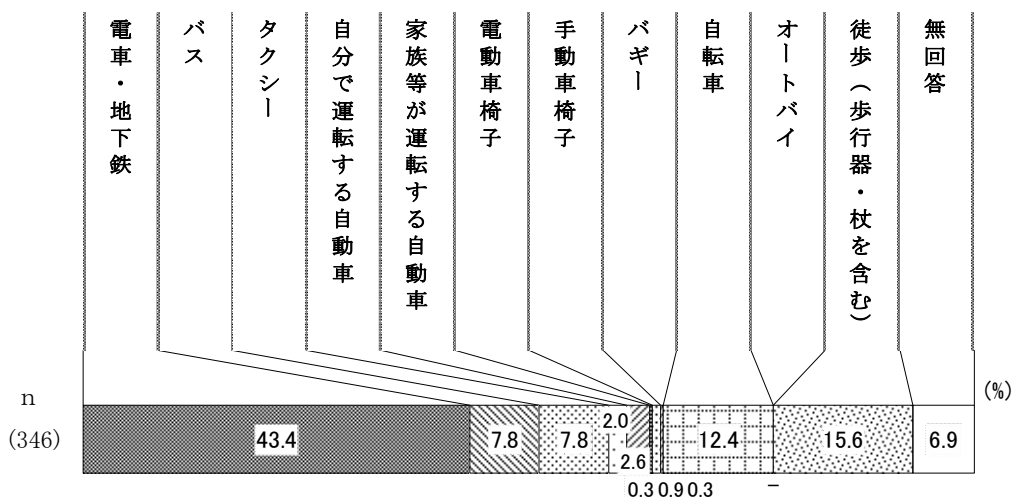 電車・地下鉄
バス
タクシー
自分で運転する自動車
家族等が運転する自動車
電動車椅子
手動車椅子
バギー
自転車
オートバイ
徒歩（歩行器・杖を含む）
無回答
(%)
n
(346)
43.4
7.8
7.8
2.0
2.6
12.4
15.6
6.9
0.3
0.9
0.3
－